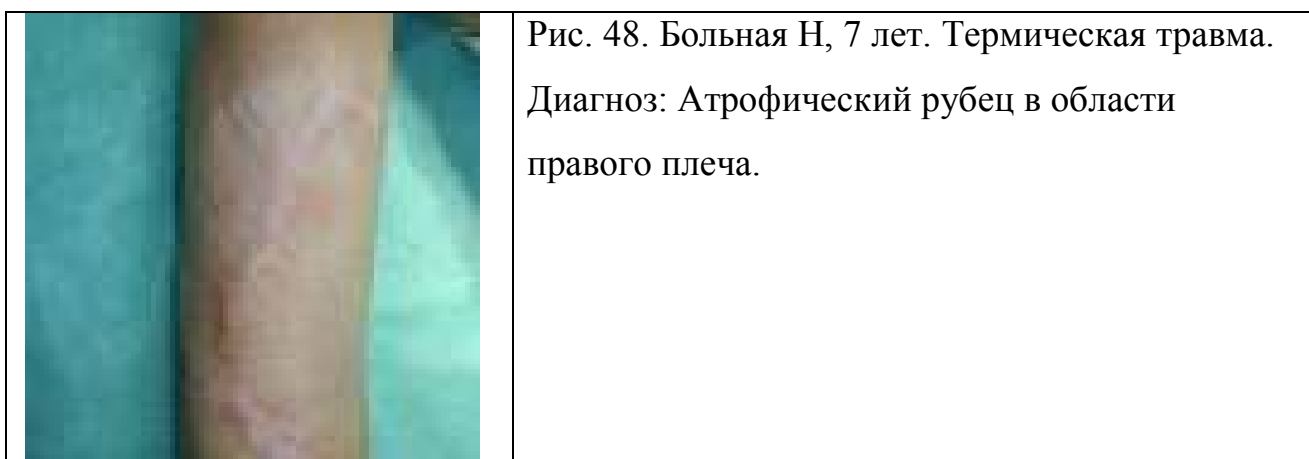 Рис. 48. Больная Н, 7 лет. Термическая травма.
Диагноз: Атрофический рубец в области
правого плеча.